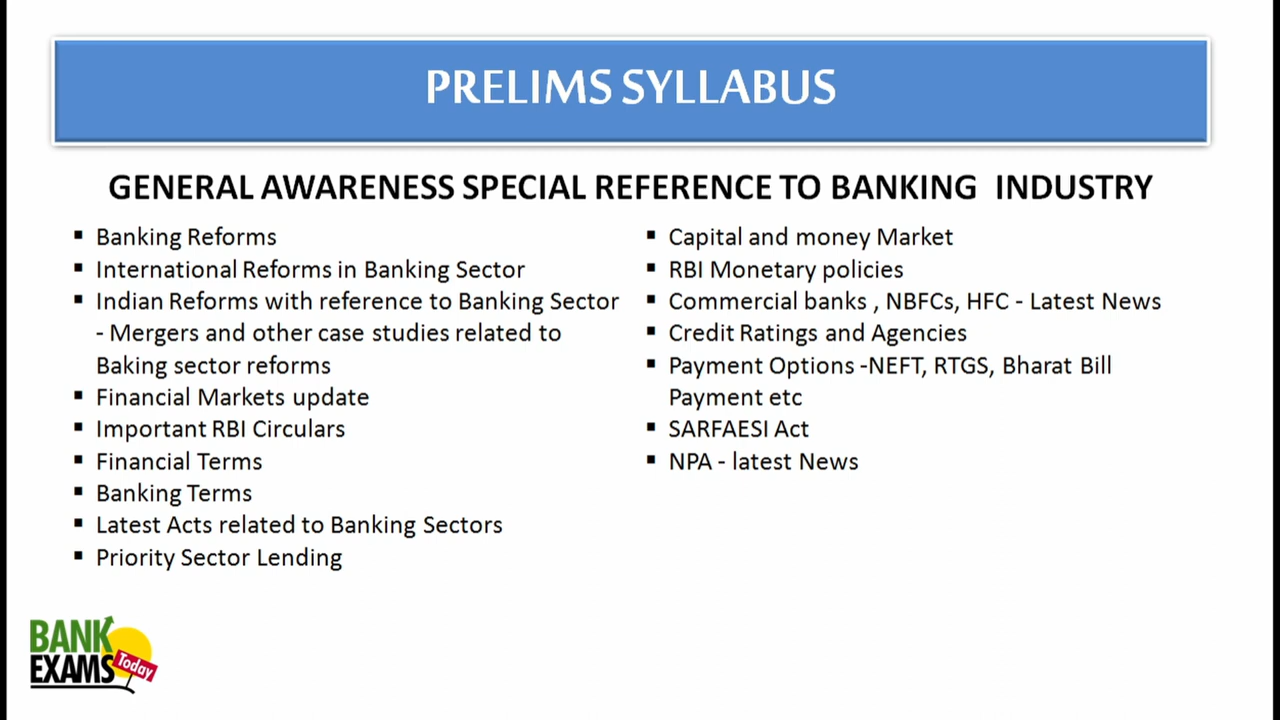 PRELIMS SYLLABUS
GENERAL AWARENESS SPECIAL REFERENCE TO BANKING INDUSTRY
▪ Banking Reforms
▪ International Reforms in Banking Sector
▪ Indian Reforms with reference to Banking Sector
- Mergers and other case studies related to
Baking sector reforms
▪ Financial Markets update
▪ Important RBI Circulars
▪ Financial Terms
▪ Banking Terms
▪ Latest Acts related to Banking Sectors
▪ Priority Sector Lending
▪ Capital and money Market
▪ RBI Monetary policies
▪ Commercial banks , NBFCs, HFC - Latest News
▪ Credit Ratings and Agencies
▪ Payment Options -NEFT, RTGS, Bharat Bill
Payment etc
▪ SARFAESI Act
▪ NPA - latest News
BANK
EXAMS
Today